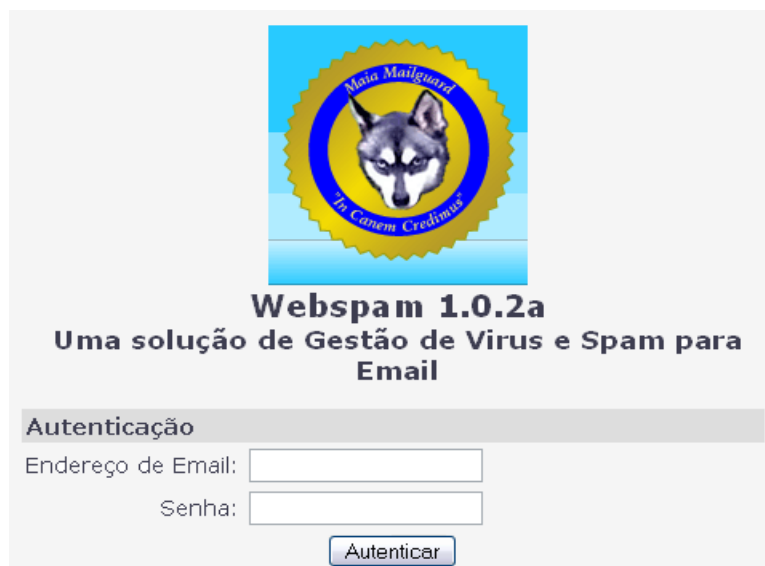 Maia Mailguard
"In Canem Credimus"
Webspam 1.0.2a
Uma solução de Gestão de Virus e Spam para
Email
Autenticação
Endereço de Email:
Senha:
Autenticar